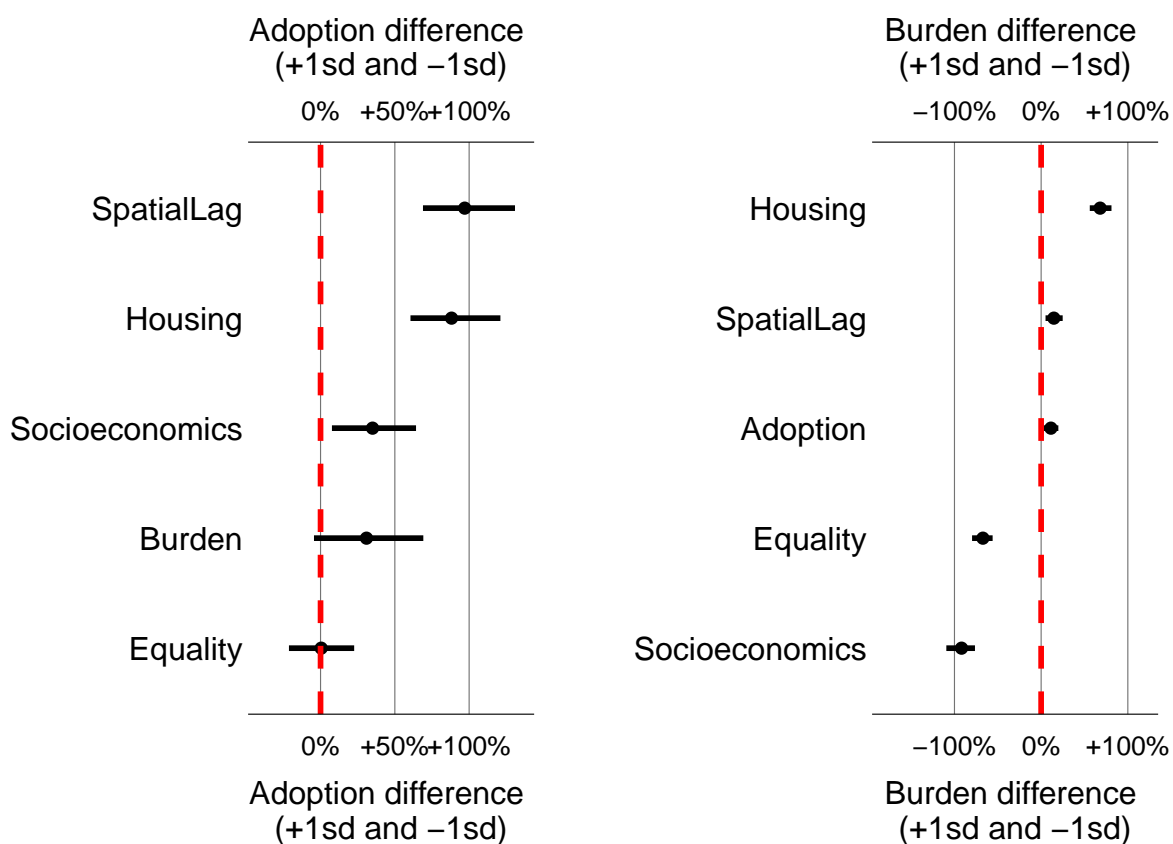 Adoption difference
(+1sd and −1sd)
0% +50% +100%
SpatialLag
Housing
Socioeconomics
Burden
Equality
0% +50% +100%
Adoption difference
(+1sd and −1sd)
Burden difference
(+1sd and −1sd)
−100% 0% +100%
Housing
SpatialLag
Adoption
Equality
Socioeconomics
−100% 0% +100%
Burden difference
(+1sd and −1sd)